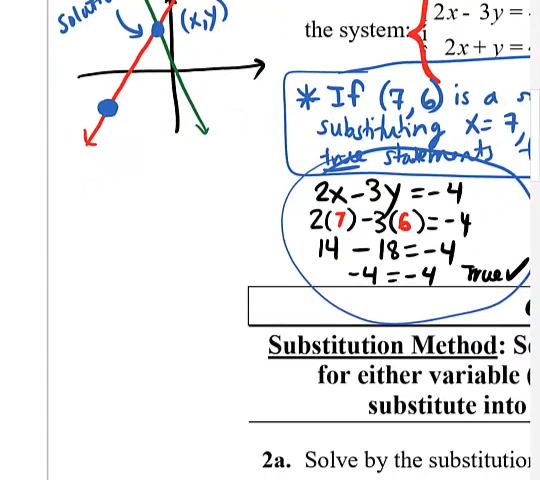 (x,y)
2x - 3y =
the system:
2x + y =
* If (7, 6) is a
substituting x = 7,
true statements
2x - 3y = -4
2(7) - 3(6) = -4
14 - 18 = -4
-4 = -4 True ✓
Substitution Method: S
for either variable (
substitute into
2a. Solve by the substitution